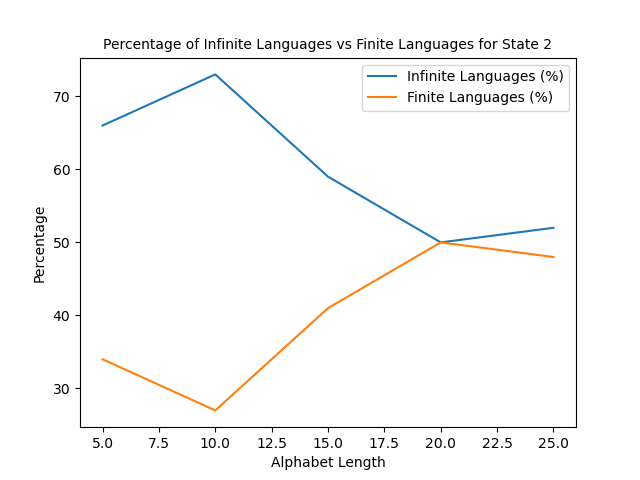 Percentage of Infinite Languages vs Finite Languages for State 2
Infinite Languages (%)
Finite Languages (%)
70
60
50
40
30
Percentage
5.0 7.5 10.0 12.5 15.0 17.5 20.0 22.5 25.0
Alphabet Length